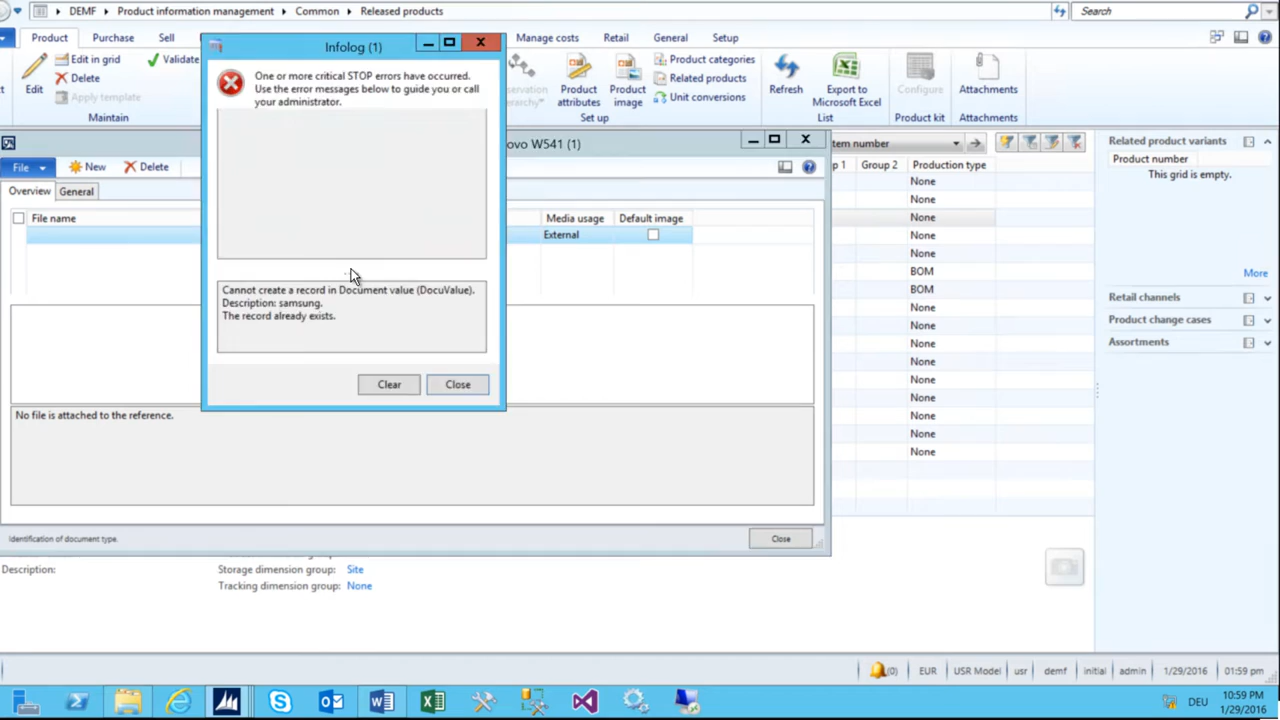 DEMF Product information management Common Released products Search
Product Purchase Sell Manage costs Retail General Setup
Edit
Edit in grid
Delete
Apply template
Validate
Maintain
Product attributes
Product image
Product categories
Related products
Unit conversions
Set up
Refresh
Export to Microsoft Excel
List
Configure
Product kit
Attachments
Attachments
Infolog (1)
One or more critical STOP errors have occurred.
Use the error messages below to guide you or call
your administrator.
Cannot create a record in Document value (DocuValue).
Description: samsung.
The record already exists.
Clear Close
ovo W541 (1)
File New Delete
Overview General
File name Media usage Default image
External
No file is attached to the reference.
Identification of document type.
Close
tem number
p 1 Group 2 Production type
None
None
None
None
None
BOM
BOM
None
None
None
None
None
None
None
None
None
Related product variants
Product number
This grid is empty.
More
Retail channels
Product change cases
Assortments
Description: Storage dimension group: Site
Tracking dimension group: None
(0) EUR USR Model usr demf initial admin 1/29/2016 01:59 pm
DEU 10:59 PM
1/29/2016